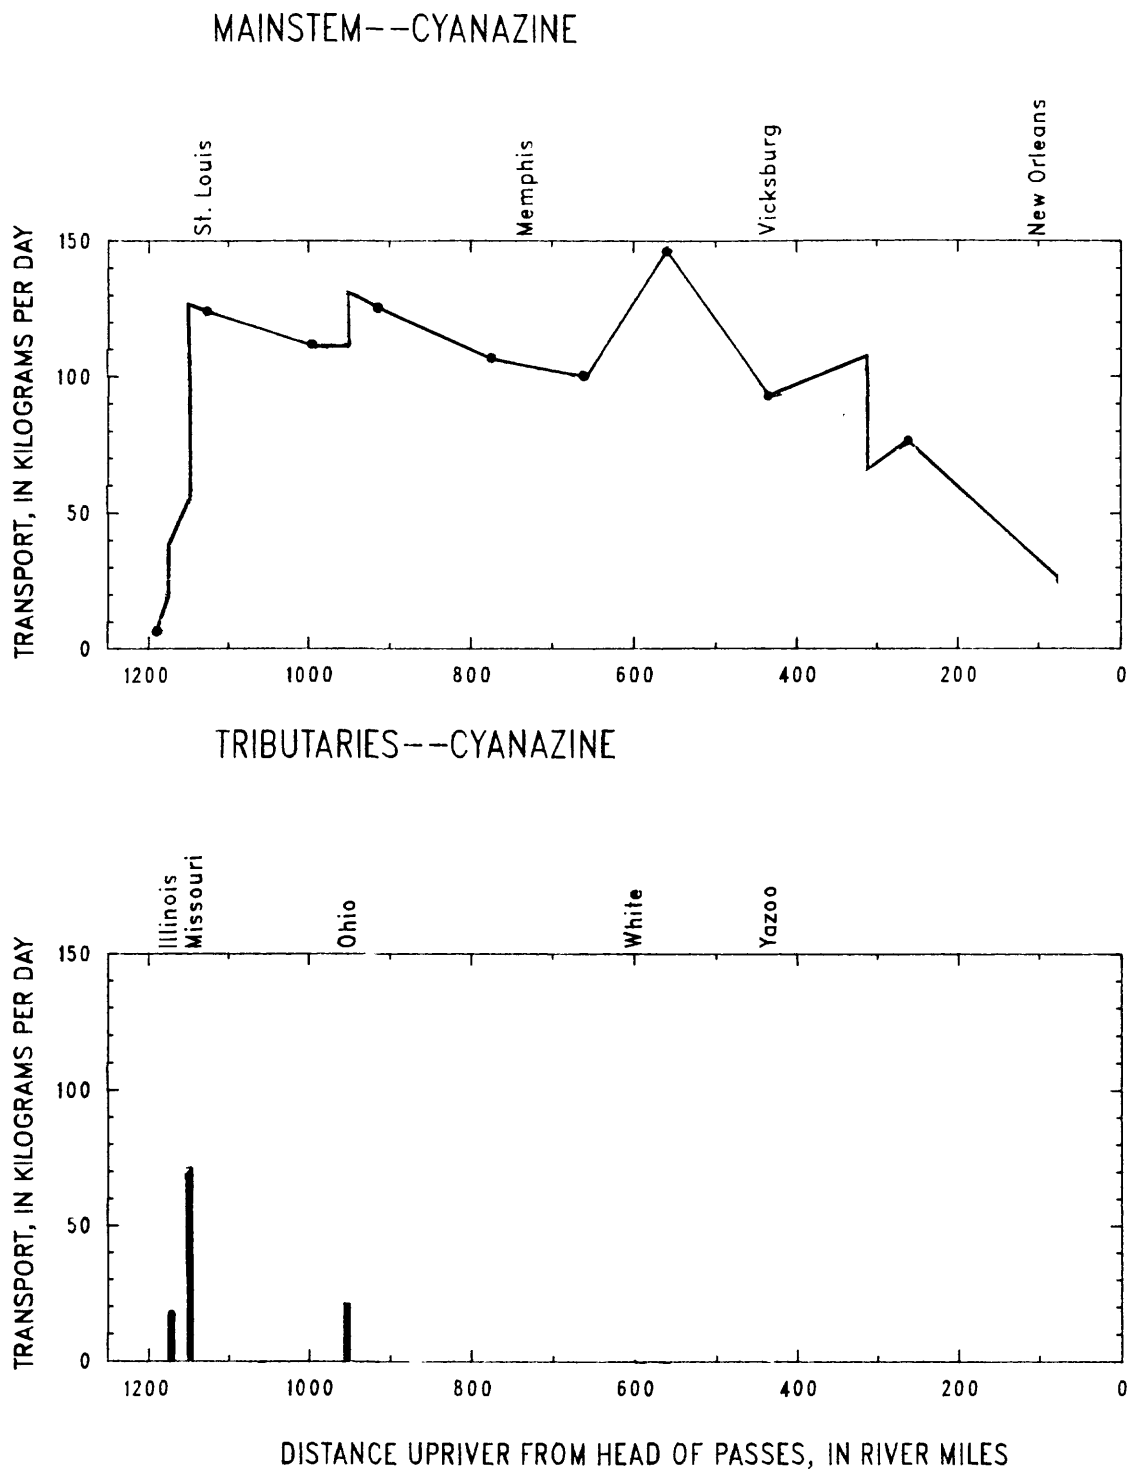 MAINSTEM--CYANAZINE
St. Louis
Memphis
Vicksburg
New Orleans
TRANSPORT, IN KILOGRAMS PER DAY
150
100
50
0
1200 1000 800 600 400 200 0
TRIBUTARIES--CYANAZINE
Illinois
Missouri
Ohio
White
Yazoo
TRANSPORT, IN KILOGRAMS PER DAY
150
100
50
0
1200 1000 800 600 400 200 0
DISTANCE UPRIVER FROM HEAD OF PASSES, IN RIVER MILES